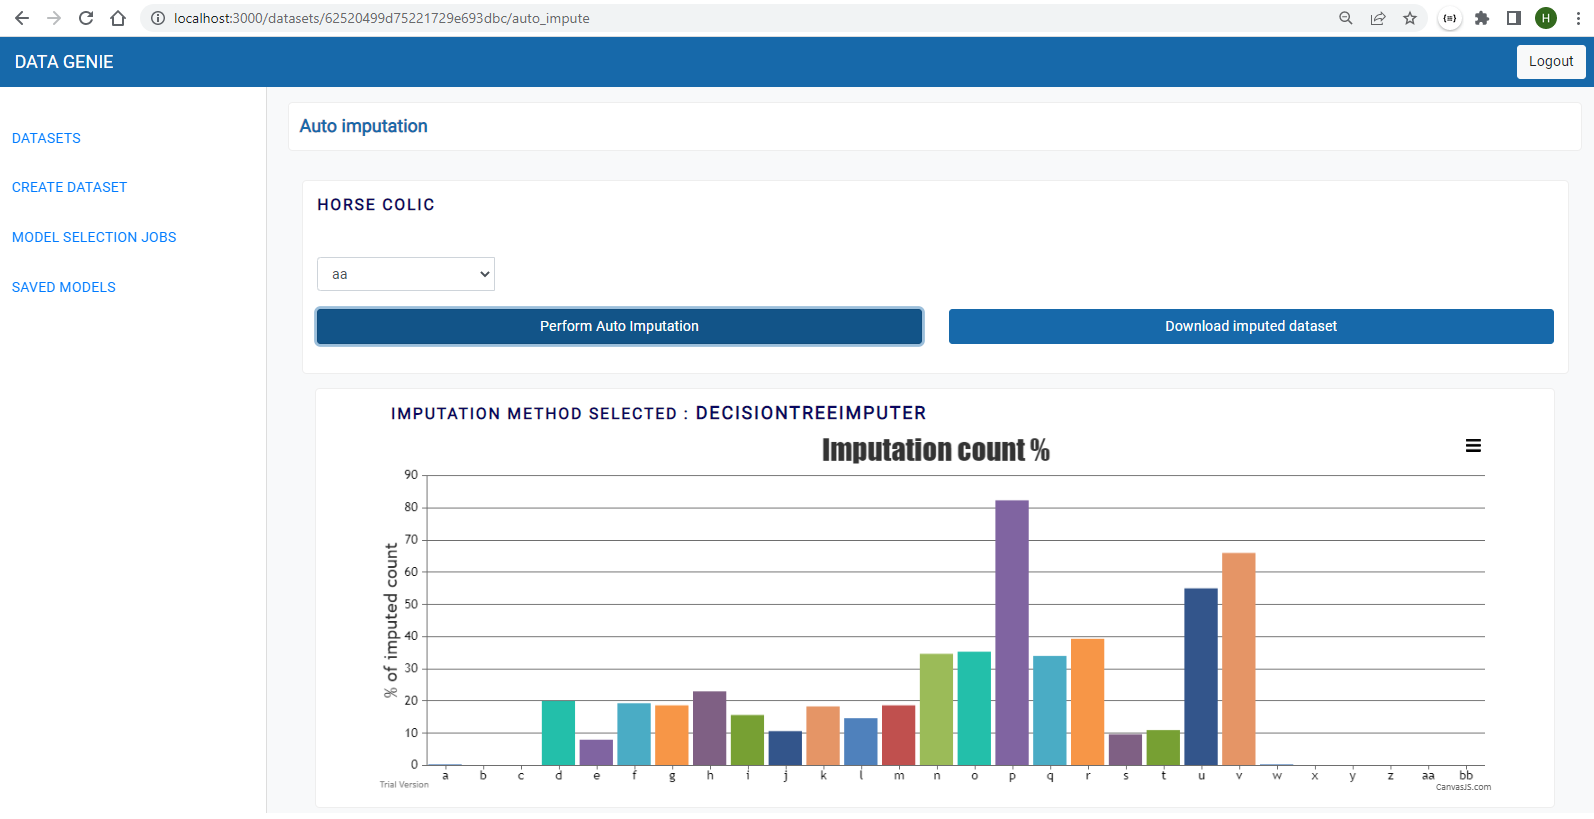 localhost:3000/datasets/62520499d75221729e693dbc/auto_impute
H
DATA GENIE
Logout
DATASETS
CREATE DATASET
MODEL SELECTION JOBS
SAVED MODELS
Auto imputation
HORSE COLIC
aa
Perform Auto Imputation
Download imputed dataset
IMPUTATION METHOD SELECTED : DECISIONTREEIMPUTER
Imputation count %
% of imputed count
90
80
70
60
50
40
30
20
10
0
a b c d e f g h i j k l m n o p q r s t u v w x y z aa bb
Trial Version
CanvasJS.com